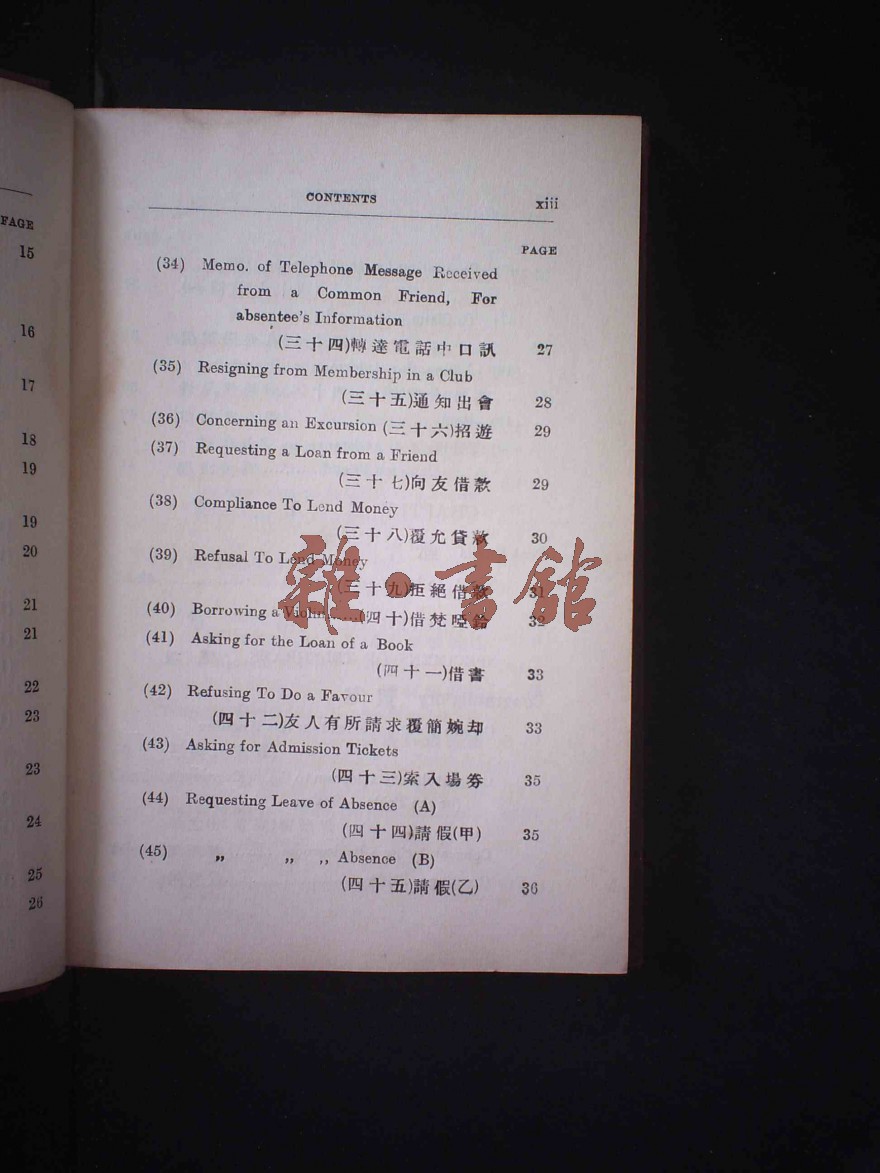 PAGE
15
16
17
18
19
19
20
21
21
22
23
23
24
25
26
CONTENTS xiii
PAGE
(34) Memo. of Telephone Message Received
from a Common Friend, For
absentee's Information
(三十四)轉達電話中口訊 27
(35) Resigning from Membership in a Club
(三十五)通知出會 28
(36) Concerning an Excursion (三十六)招遊 29
(37) Requesting a Loan from a Friend
(三十七)向友借款 29
(38) Compliance To Lend Money
(三十八)覆允貸款 30
(39) Refusal To Lend Money
(三十九)拒絕借款 31
(40) Borrowing a Violin......(四十)借梵啞鈴 32
(41) Asking for the Loan of a Book
(四十一)借書 33
(42) Refusing To Do a Favour
(四十二)友人有所請求覆簡婉却 33
(43) Asking for Admission Tickets
(四十三)索入場券 35
(44) Requesting Leave of Absence (A)
(四十四)請假(甲) 35
(45) „ „ „ Absence (B)
(四十五)請假(乙) 36
雜·書館